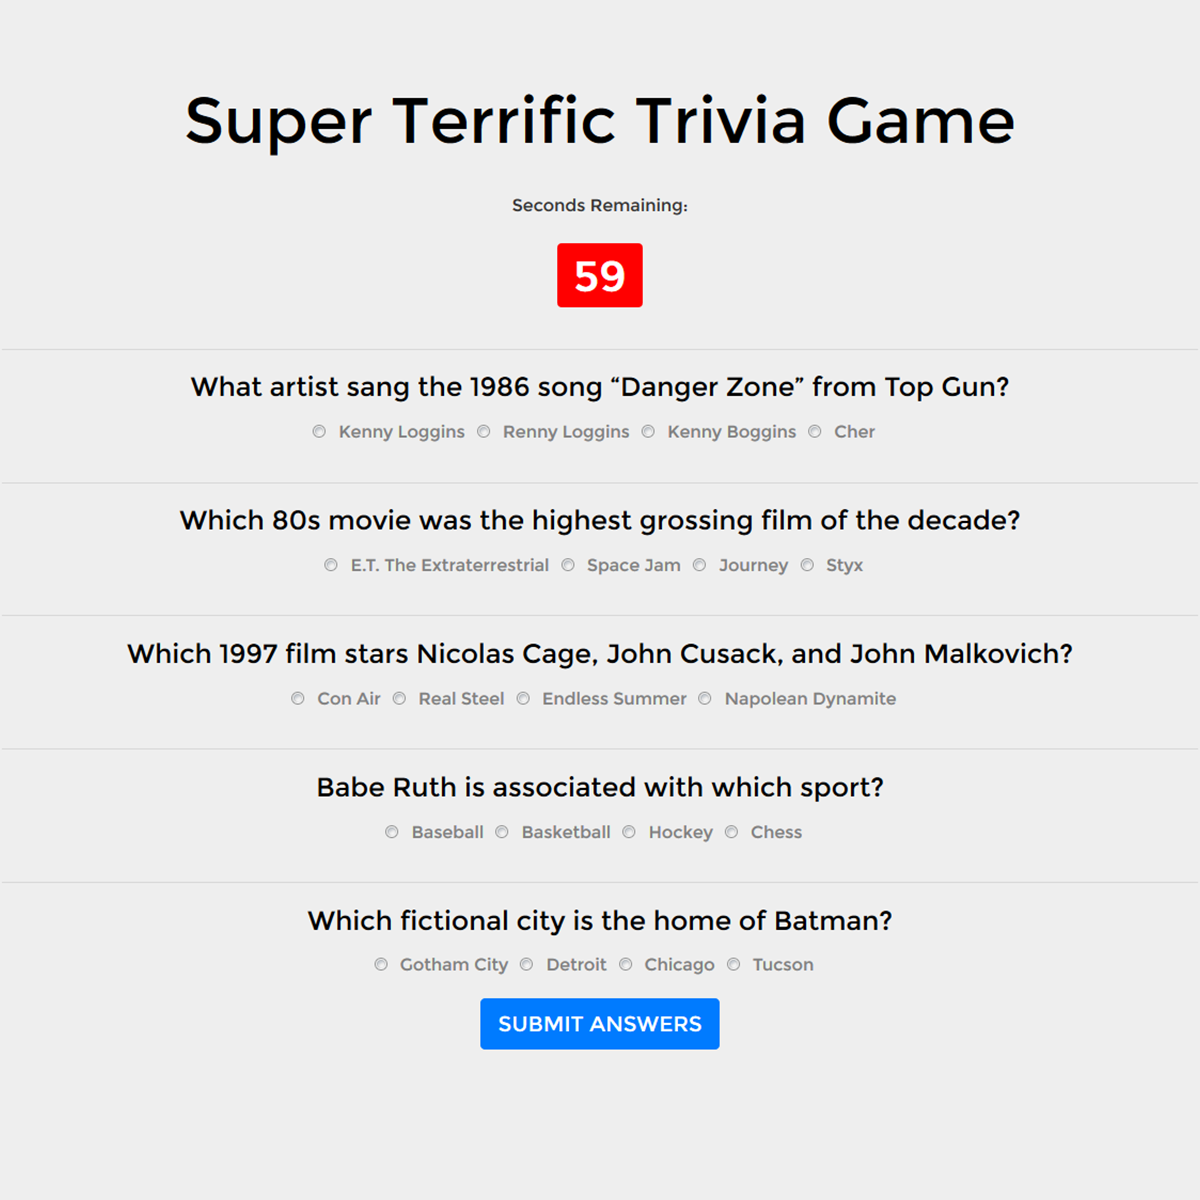 Super Terrific Trivia Game
Seconds Remaining:
59
What artist sang the 1986 song “Danger Zone” from Top Gun?
Kenny Loggins Renny Loggins Kenny Boggins Cher
Which 80s movie was the highest grossing film of the decade?
E.T. The Extraterrestrial Space Jam Journey Styx
Which 1997 film stars Nicolas Cage, John Cusack, and John Malkovich?
Con Air Real Steel Endless Summer Napolean Dynamite
Babe Ruth is associated with which sport?
Baseball Basketball Hockey Chess
Which fictional city is the home of Batman?
Gotham City Detroit Chicago Tucson
SUBMIT ANSWERS